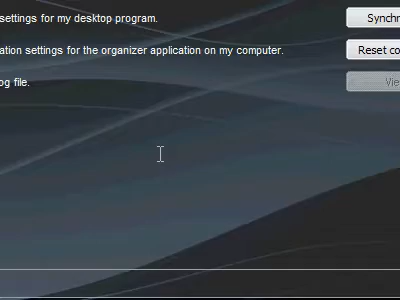 settings for my desktop program.
Synchr
ation settings for the organizer application on my computer.
Reset co
og file.
Vie